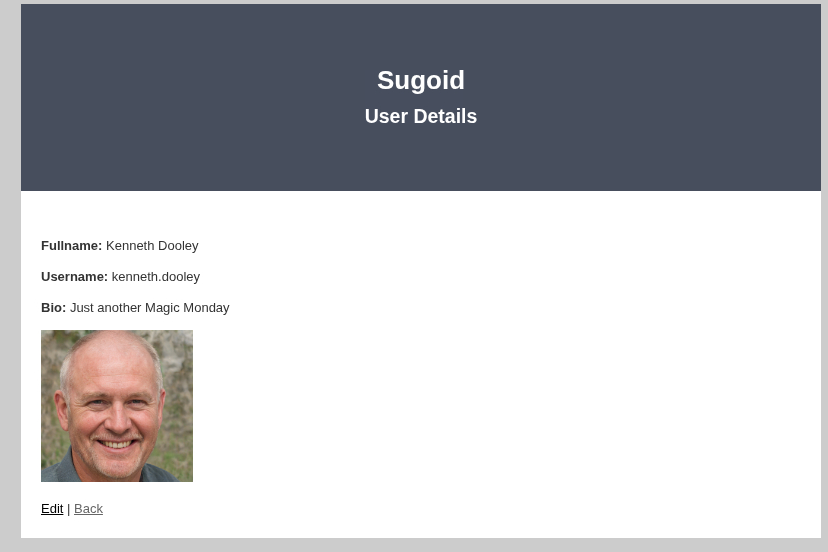 Sugoid
User Details
Fullname: Kenneth Dooley
Username: kenneth.dooley
Bio: Just another Magic Monday
Edit | Back